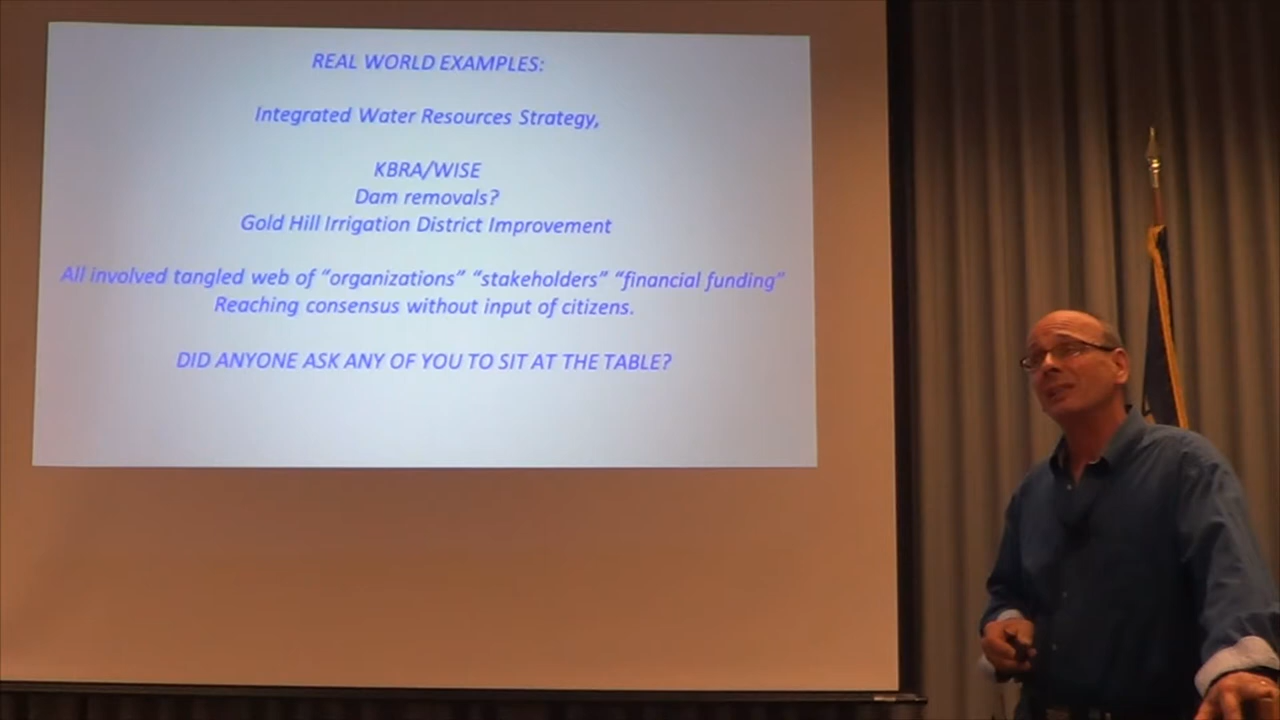 REAL WORLD EXAMPLES:
Integrated Water Resources Strategy,
KBRA/WISE
Dam removals?
Gold Hill Irrigation District Improvement
All involved tangled web of “organizations” “stakeholders” “financial funding”
Reaching consensus without input of citizens.
DID ANYONE ASK ANY OF YOU TO SIT AT THE TABLE?